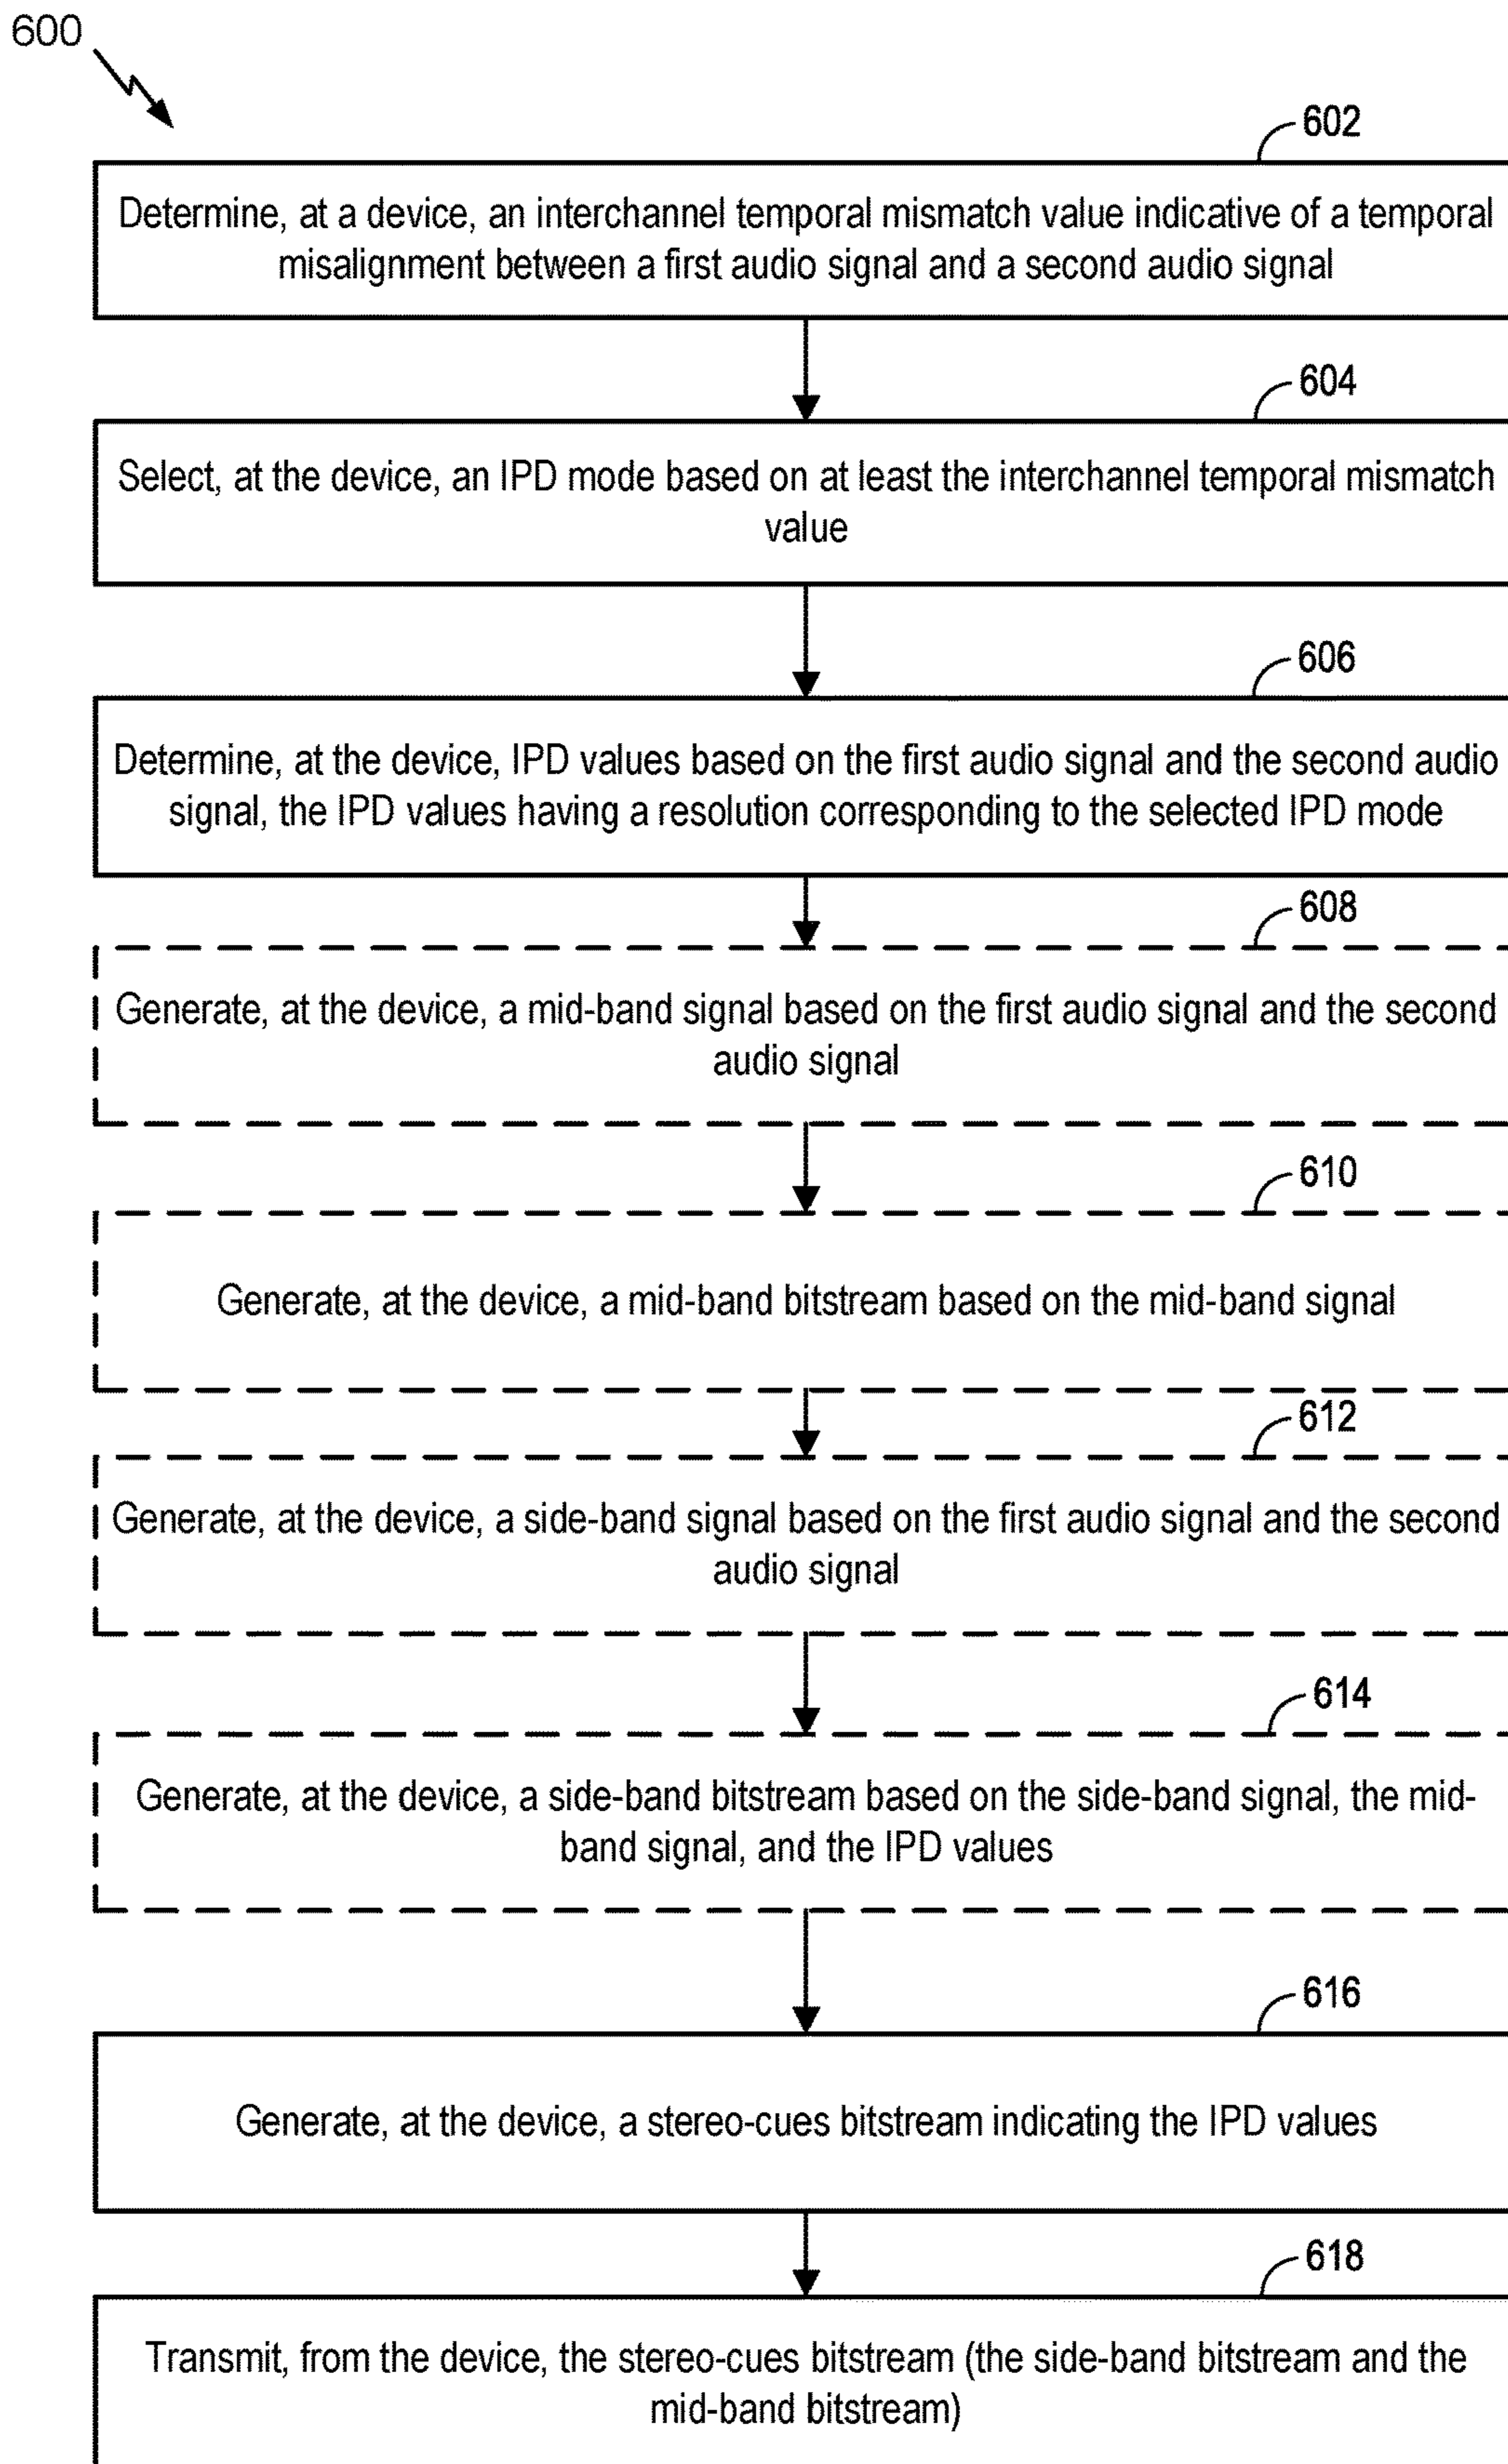 600
602
Determine, at a device, an interchannel temporal mismatch value indicative of a temporal
misalignment between a first audio signal and a second audio signal
604
Select, at the device, an IPD mode based on at least the interchannel temporal mismatch
value
606
Determine, at the device, IPD values based on the first audio signal and the second audio
signal, the IPD values having a resolution corresponding to the selected IPD mode
608
Generate, at the device, a mid-band signal based on the first audio signal and the second
audio signal
610
Generate, at the device, a mid-band bitstream based on the mid-band signal
612
Generate, at the device, a side-band signal based on the first audio signal and the second
audio signal
614
Generate, at the device, a side-band bitstream based on the side-band signal, the mid-
band signal, and the IPD values
616
Generate, at the device, a stereo-cues bitstream indicating the IPD values
618
Transmit, from the device, the stereo-cues bitstream (the side-band bitstream and the
mid-band bitstream)